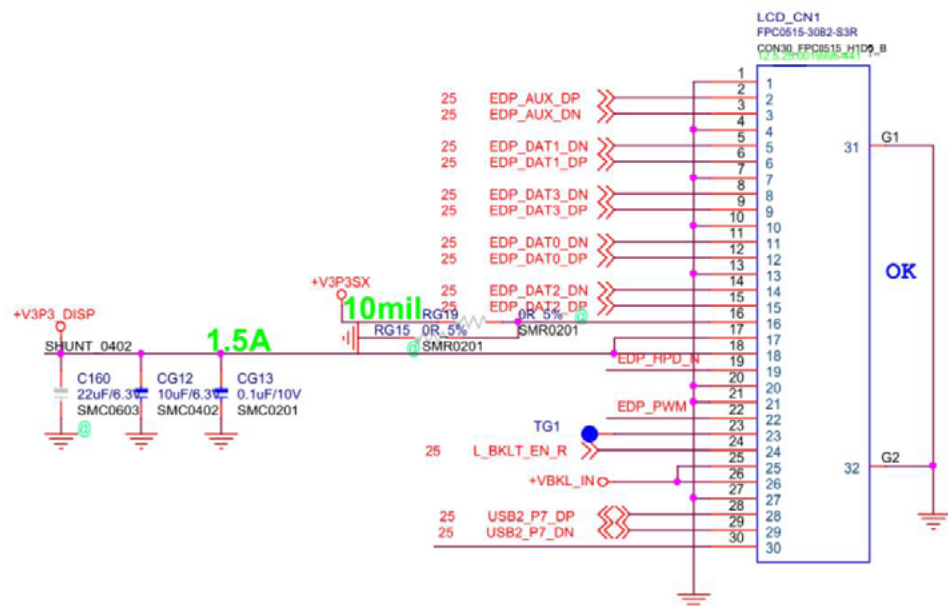 LCD_CN1
FPC0515-30B2-S3R
CON30_FPC0515_H1D5_B
1 1
25 EDP_AUX_DP 2 2
25 EDP_AUX_DN 3 3
4 4
25 EDP_DAT1_DN 5 5
25 EDP_DAT1_DP 6 6
7 7
25 EDP_DAT3_DN 8 8
25 EDP_DAT3_DP 9 9
10 10
25 EDP_DAT0_DN 11 11
25 EDP_DAT0_DP 12 12
13 13
25 EDP_DAT2_DN 14 14
25 EDP_DAT2_DP 15 15
16 16
17 17
18 18
EDP_HPD_N 19 19
20 20
21 21
EDP_PWM 22 22
TG1 23 23
25 L_BKLT_EN_R 24 24
25 25
+VBKL_IN 26 26
27 27
25 USB2_P7_DP 28 28
25 USB2_P7_DN 29 29
30 30
31 G1
OK
32 G2
+V3P3SX
10mil
RG19 0R_5% @
SMR0201
RG15 0R_5%
@ SMR0201
+V3P3_DISP
SHUNT_0402
1.5A
C160
22uF/6.3V
SMC0603
@
CG12
10uF/6.3V
SMC0402
CG13
0.1uF/10V
SMC0201